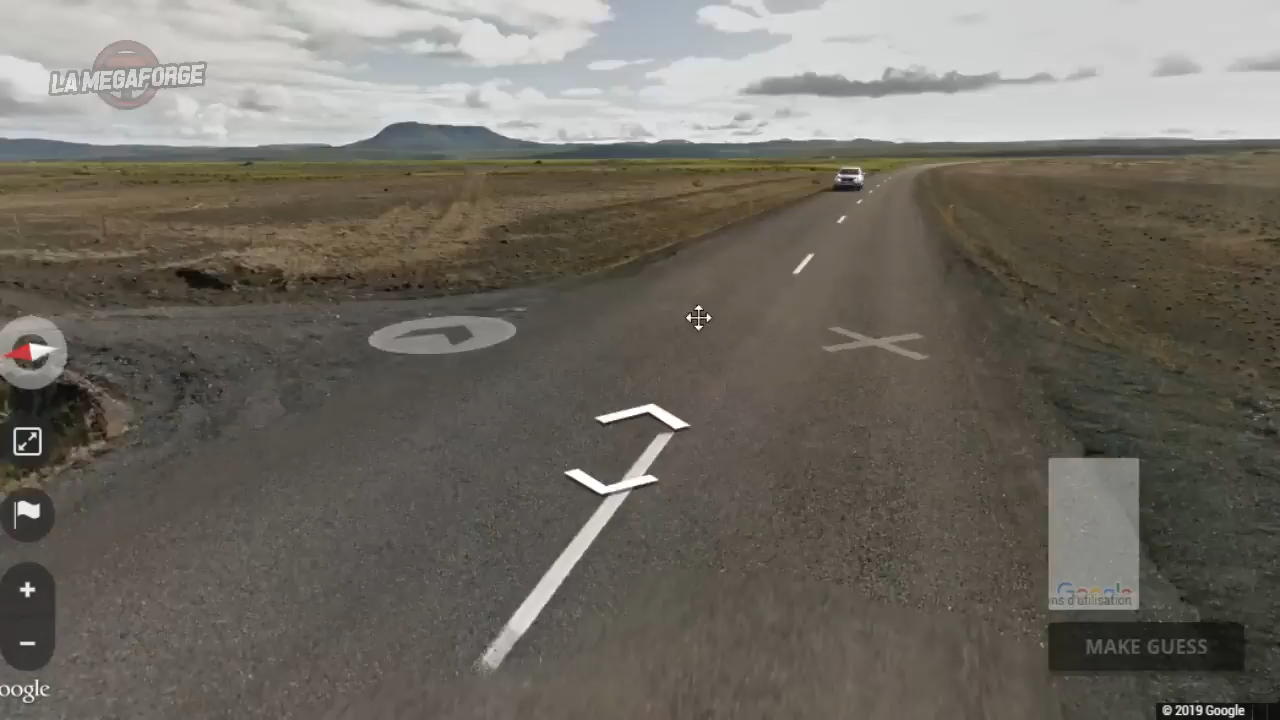 LA MEGAFORGE
Google
ns d'utilisation
MAKE GUESS
oogle
© 2019 Google